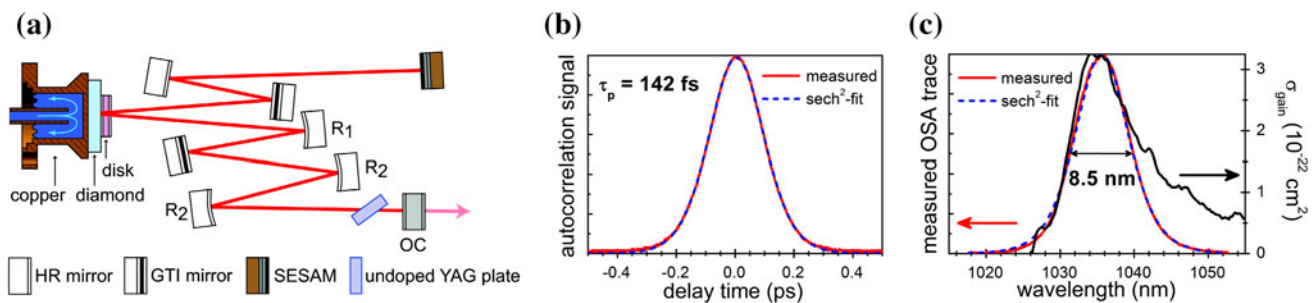 (a)
R₁
R₂
R₂
disk
copper
diamond
OC
HR mirror
GTI mirror
SESAM
undoped YAG plate
(b)
autocorrelation signal
τp = 142 fs
measured
sech²-fit
-0.4 -0.2 0.0 0.2 0.4
delay time (ps)
(c)
measured OSA trace
measured
sech²-fit
8.5 nm
3
2
1
0
σgain (10⁻²² cm²)
1020 1030 1040 1050
wavelength (nm)